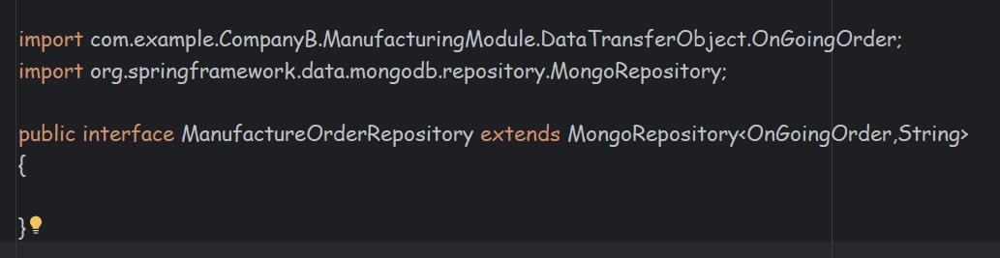 import com.example.CompanyB.ManufacturingModule.DataTransferObject.OnGoingOrder;
import org.springframework.data.mongodb.repository.MongoRepository;
public interface ManufactureOrderRepository extends MongoRepository<OnGoingOrder,String>
{
}